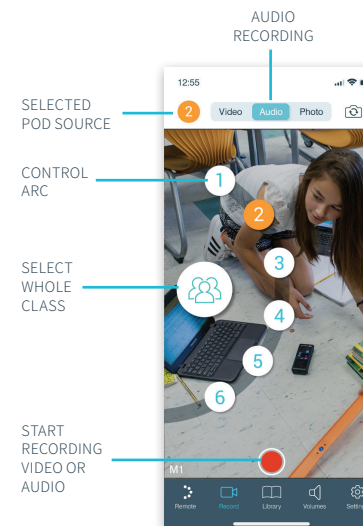 AUDIO
RECORDING
12:55
SELECTED
POD SOURCE
2
Video
Audio
Photo
CONTROL
ARC
1
2
SELECT
WHOLE
CLASS
3
4
5
6
START
RECORDING
VIDEO OR
AUDIO
M1
Remote
Record
Library
Volumes